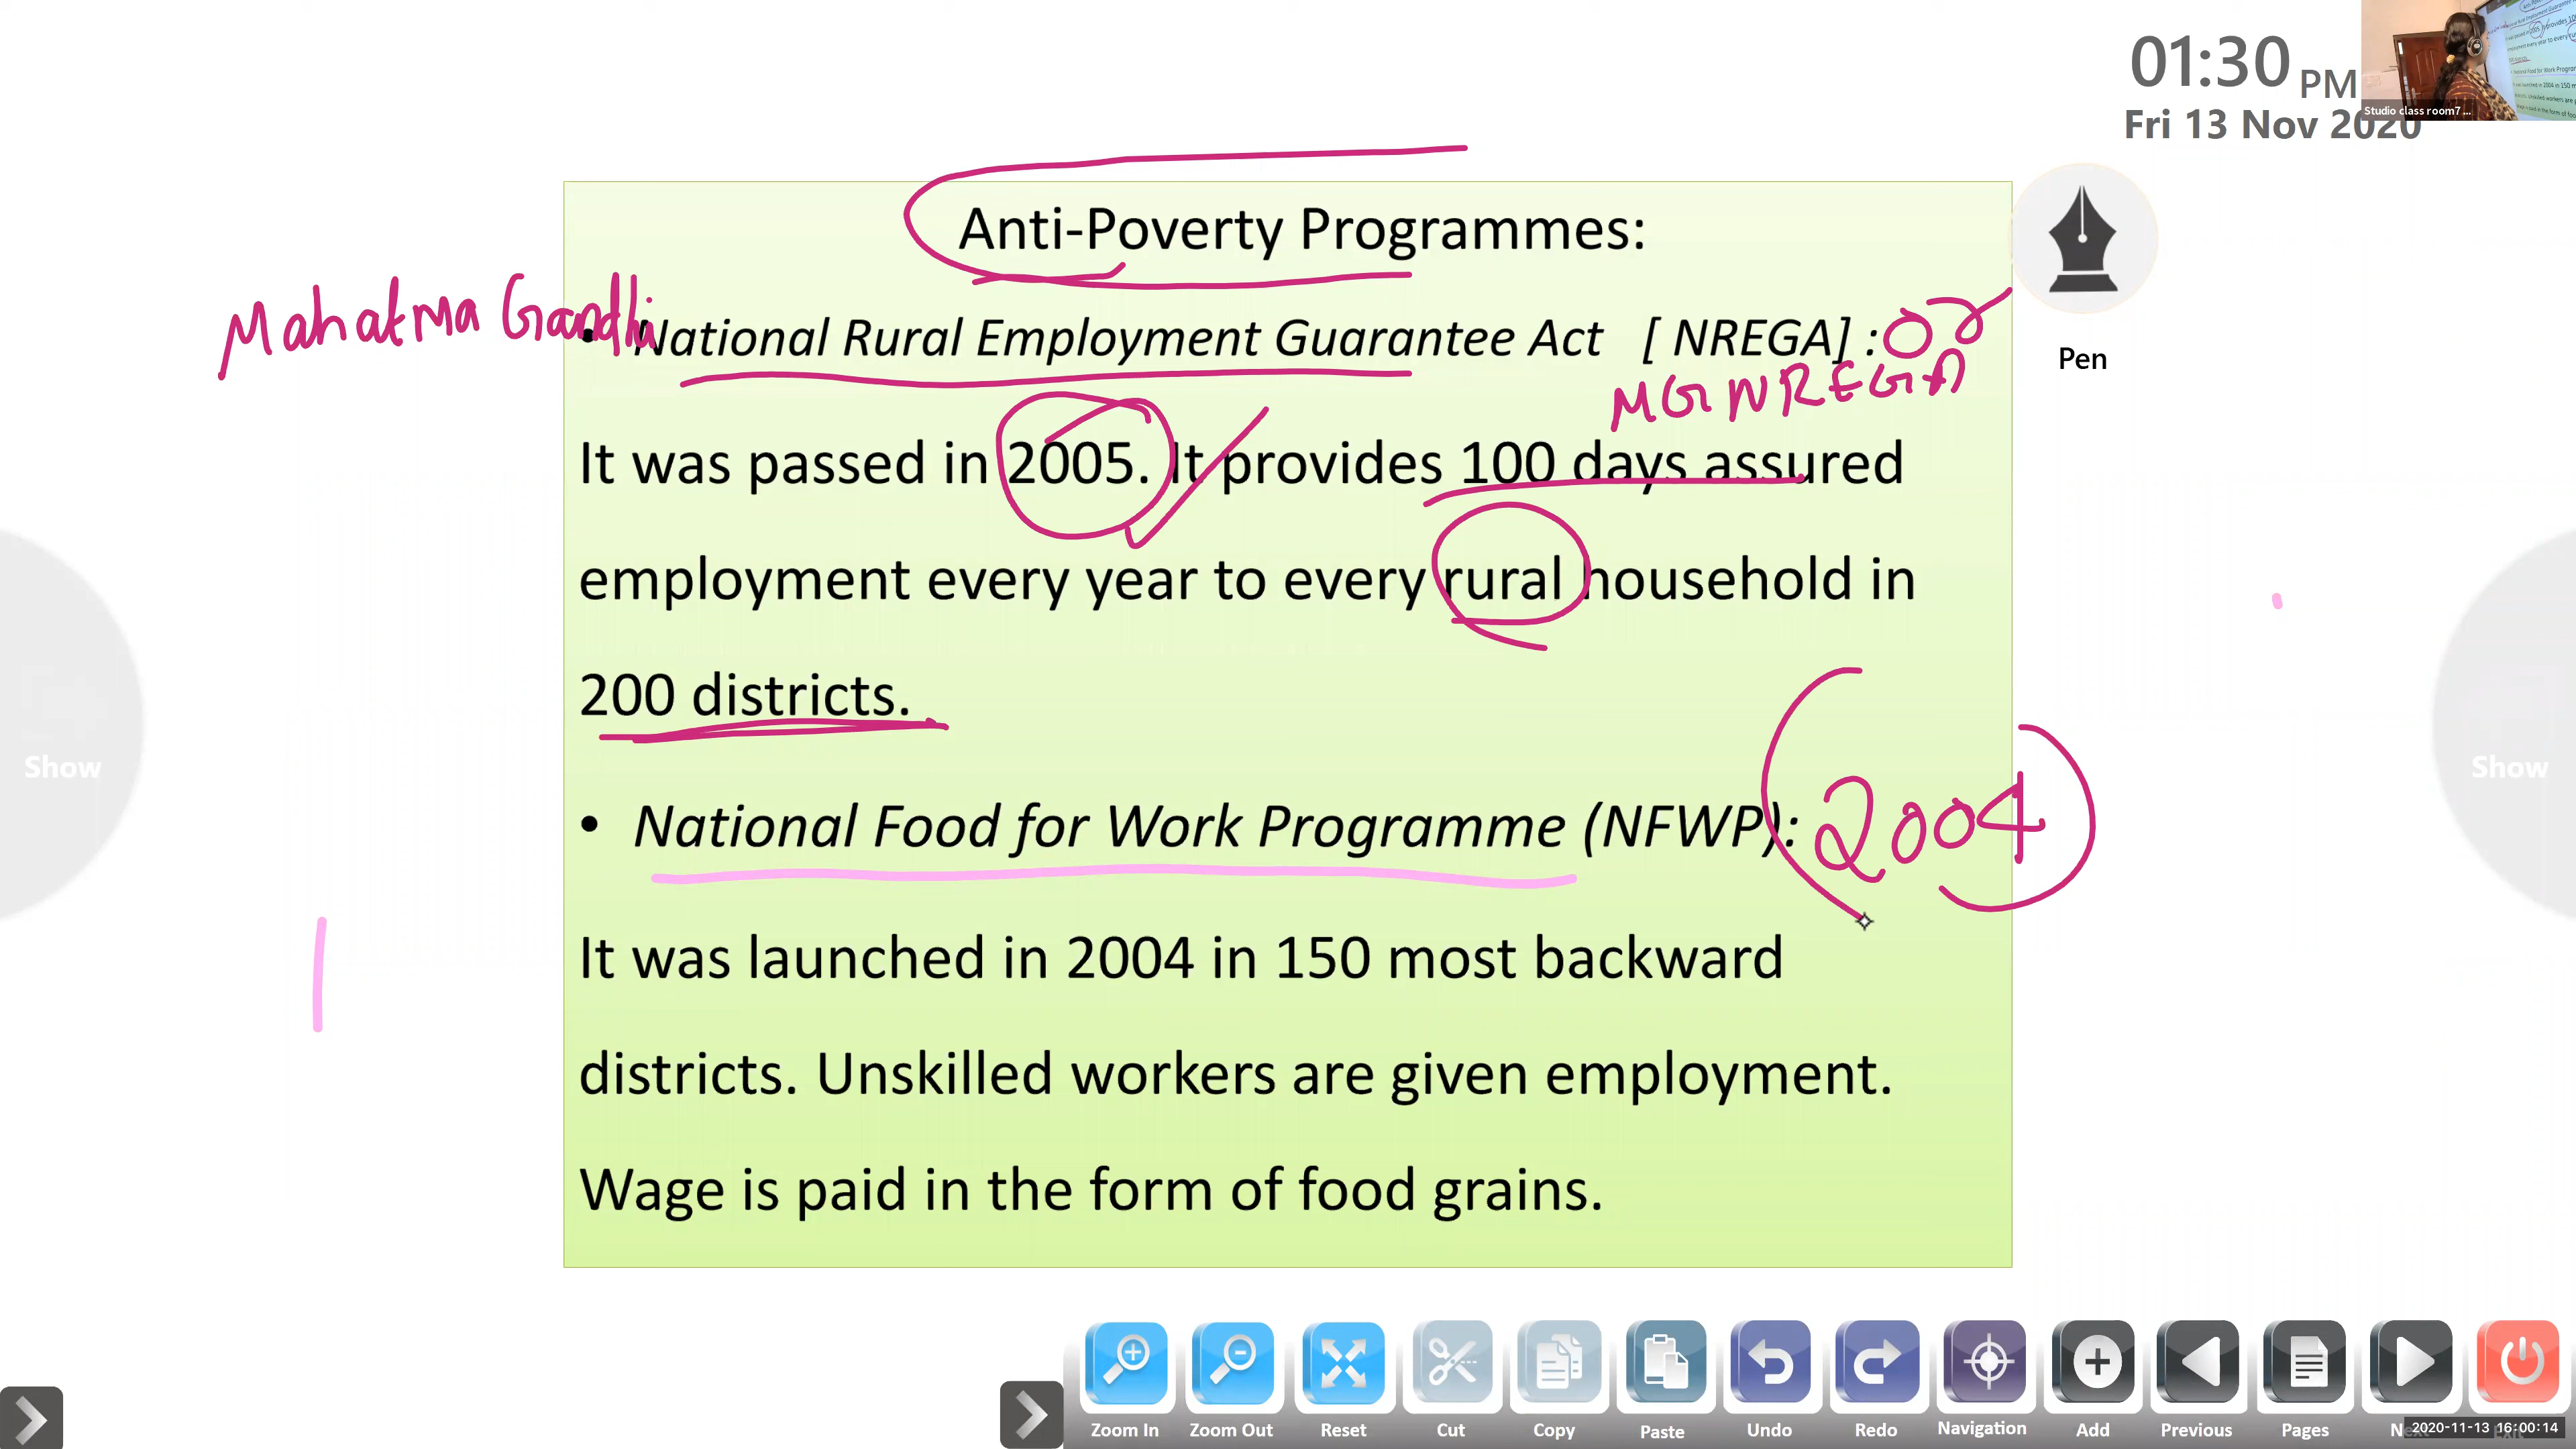 01:30 PM
Fri 13 Nov 2020
Studio class room7 ...
Anti-Poverty Programmes:
Mahatma Gandhi
• National Rural Employment Guarantee Act [ NREGA] : or
MGNREGA
It was passed in 2005. It provides 100 days assured
employment every year to every rural household in
200 districts.
• National Food for Work Programme (NFWP): 2004
It was launched in 2004 in 150 most backward
districts. Unskilled workers are given employment.
Wage is paid in the form of food grains.
Pen
Show
Show
Zoom In Zoom Out Reset Cut Copy Paste Undo Redo Navigation Add Previous Pages
2020-11-13 16:00:14